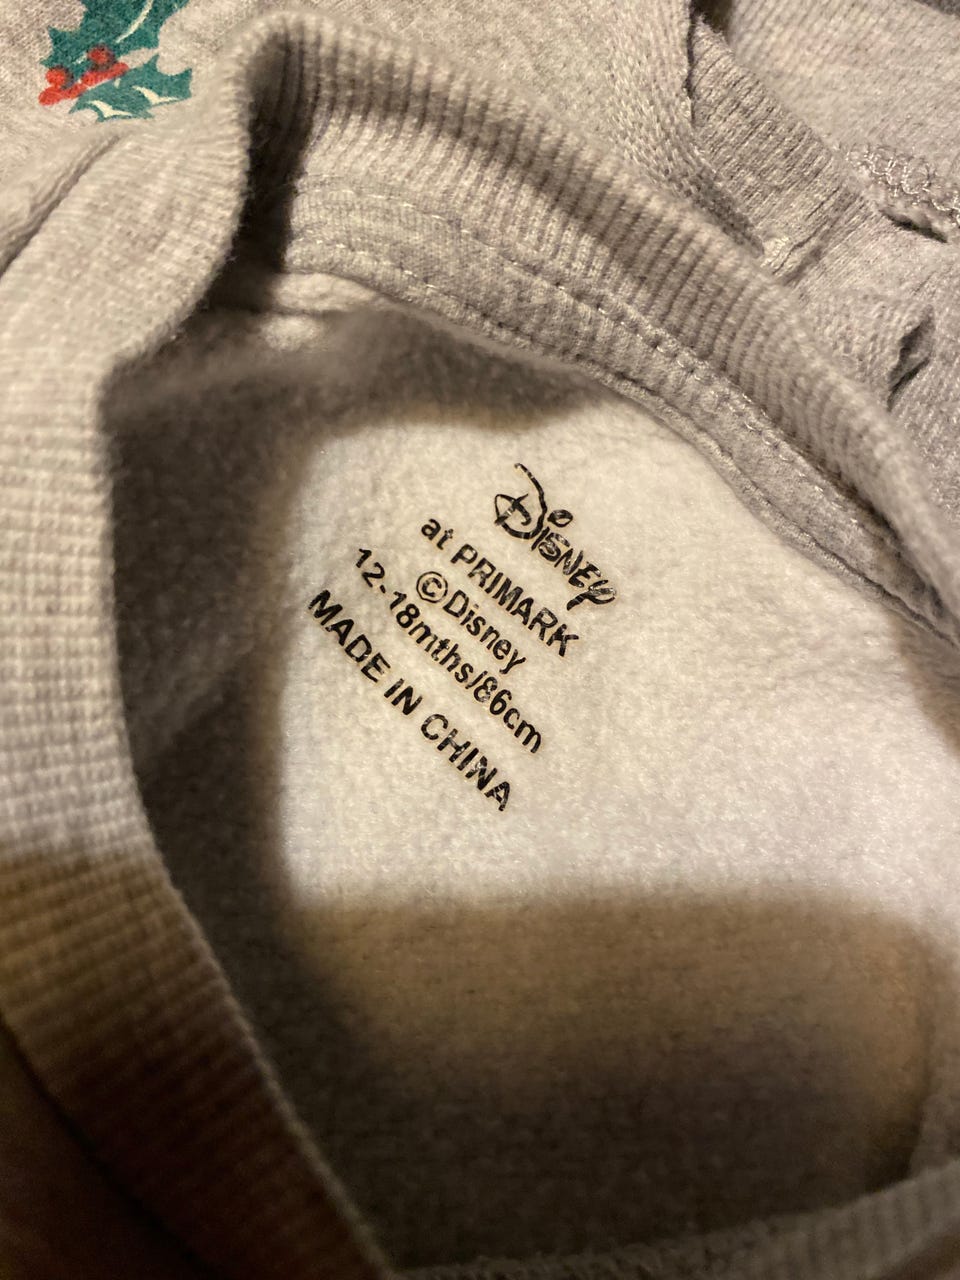 Disney
at PRIMARK
©Disney
12-18mths/86cm
MADE IN CHINA